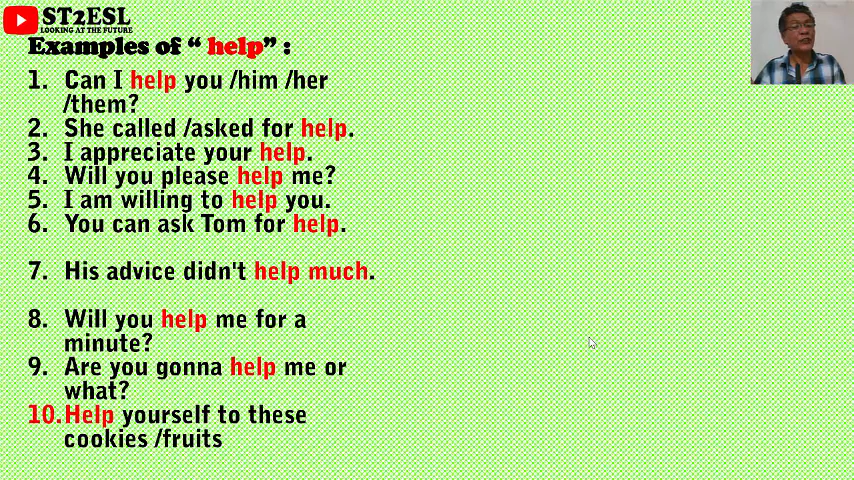 ST2ESL
LOOKING AT THE FUTURE
Examples of “ help” :
1. Can I help you /him /her
/them?
2. She called /asked for help.
3. I appreciate your help.
4. Will you please help me?
5. I am willing to help you.
6. You can ask Tom for help.
7. His advice didn't help much.
8. Will you help me for a
minute?
9. Are you gonna help me or
what?
10.Help yourself to these
cookies /fruits